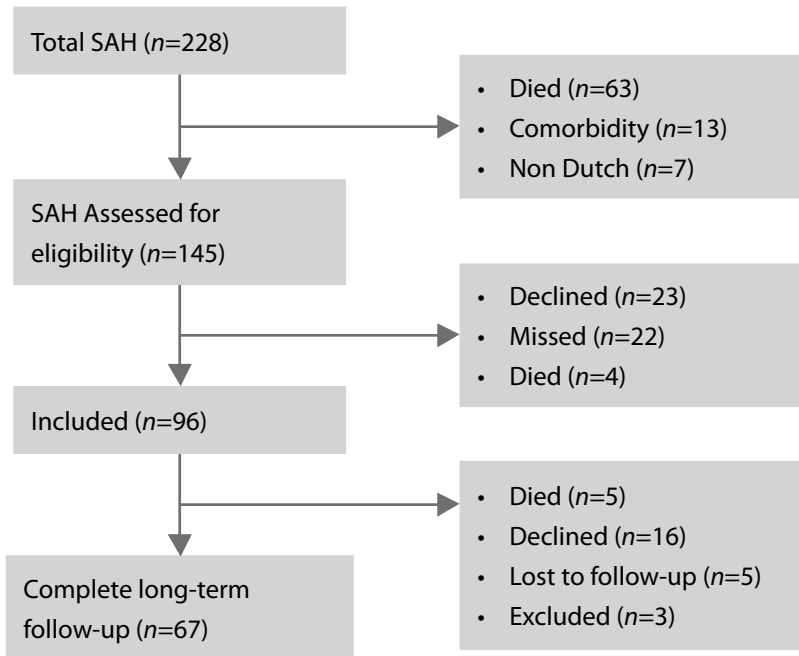 Total SAH (n=228)
• Died (n=63)
• Comorbidity (n=13)
• Non Dutch (n=7)
SAH Assessed for
eligibility (n=145)
• Declined (n=23)
• Missed (n=22)
• Died (n=4)
Included (n=96)
• Died (n=5)
• Declined (n=16)
• Lost to follow-up (n=5)
• Excluded (n=3)
Complete long-term
follow-up (n=67)